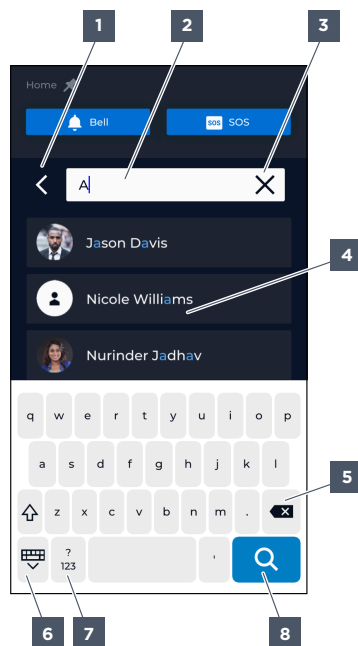 1 2 3
Home
Bell SOS SOS
A
Jason Davis
4
Nicole Williams
Nurinder Jadhav
q w e r t y u i o p
a s d f g h j k l
5
z x c v b n m .
?
123 '
6 7 8